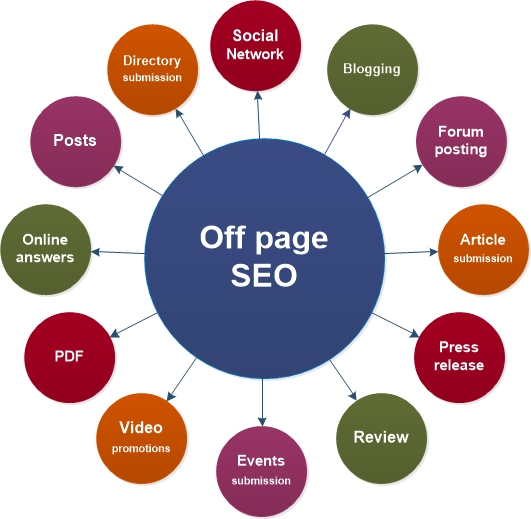 Social
Network
Blogging
Forum
posting
Article
submission
Press
release
Review
Events
submission
Video
promotions
PDF
Online
answers
Posts
Directory
submission
Off page
SEO